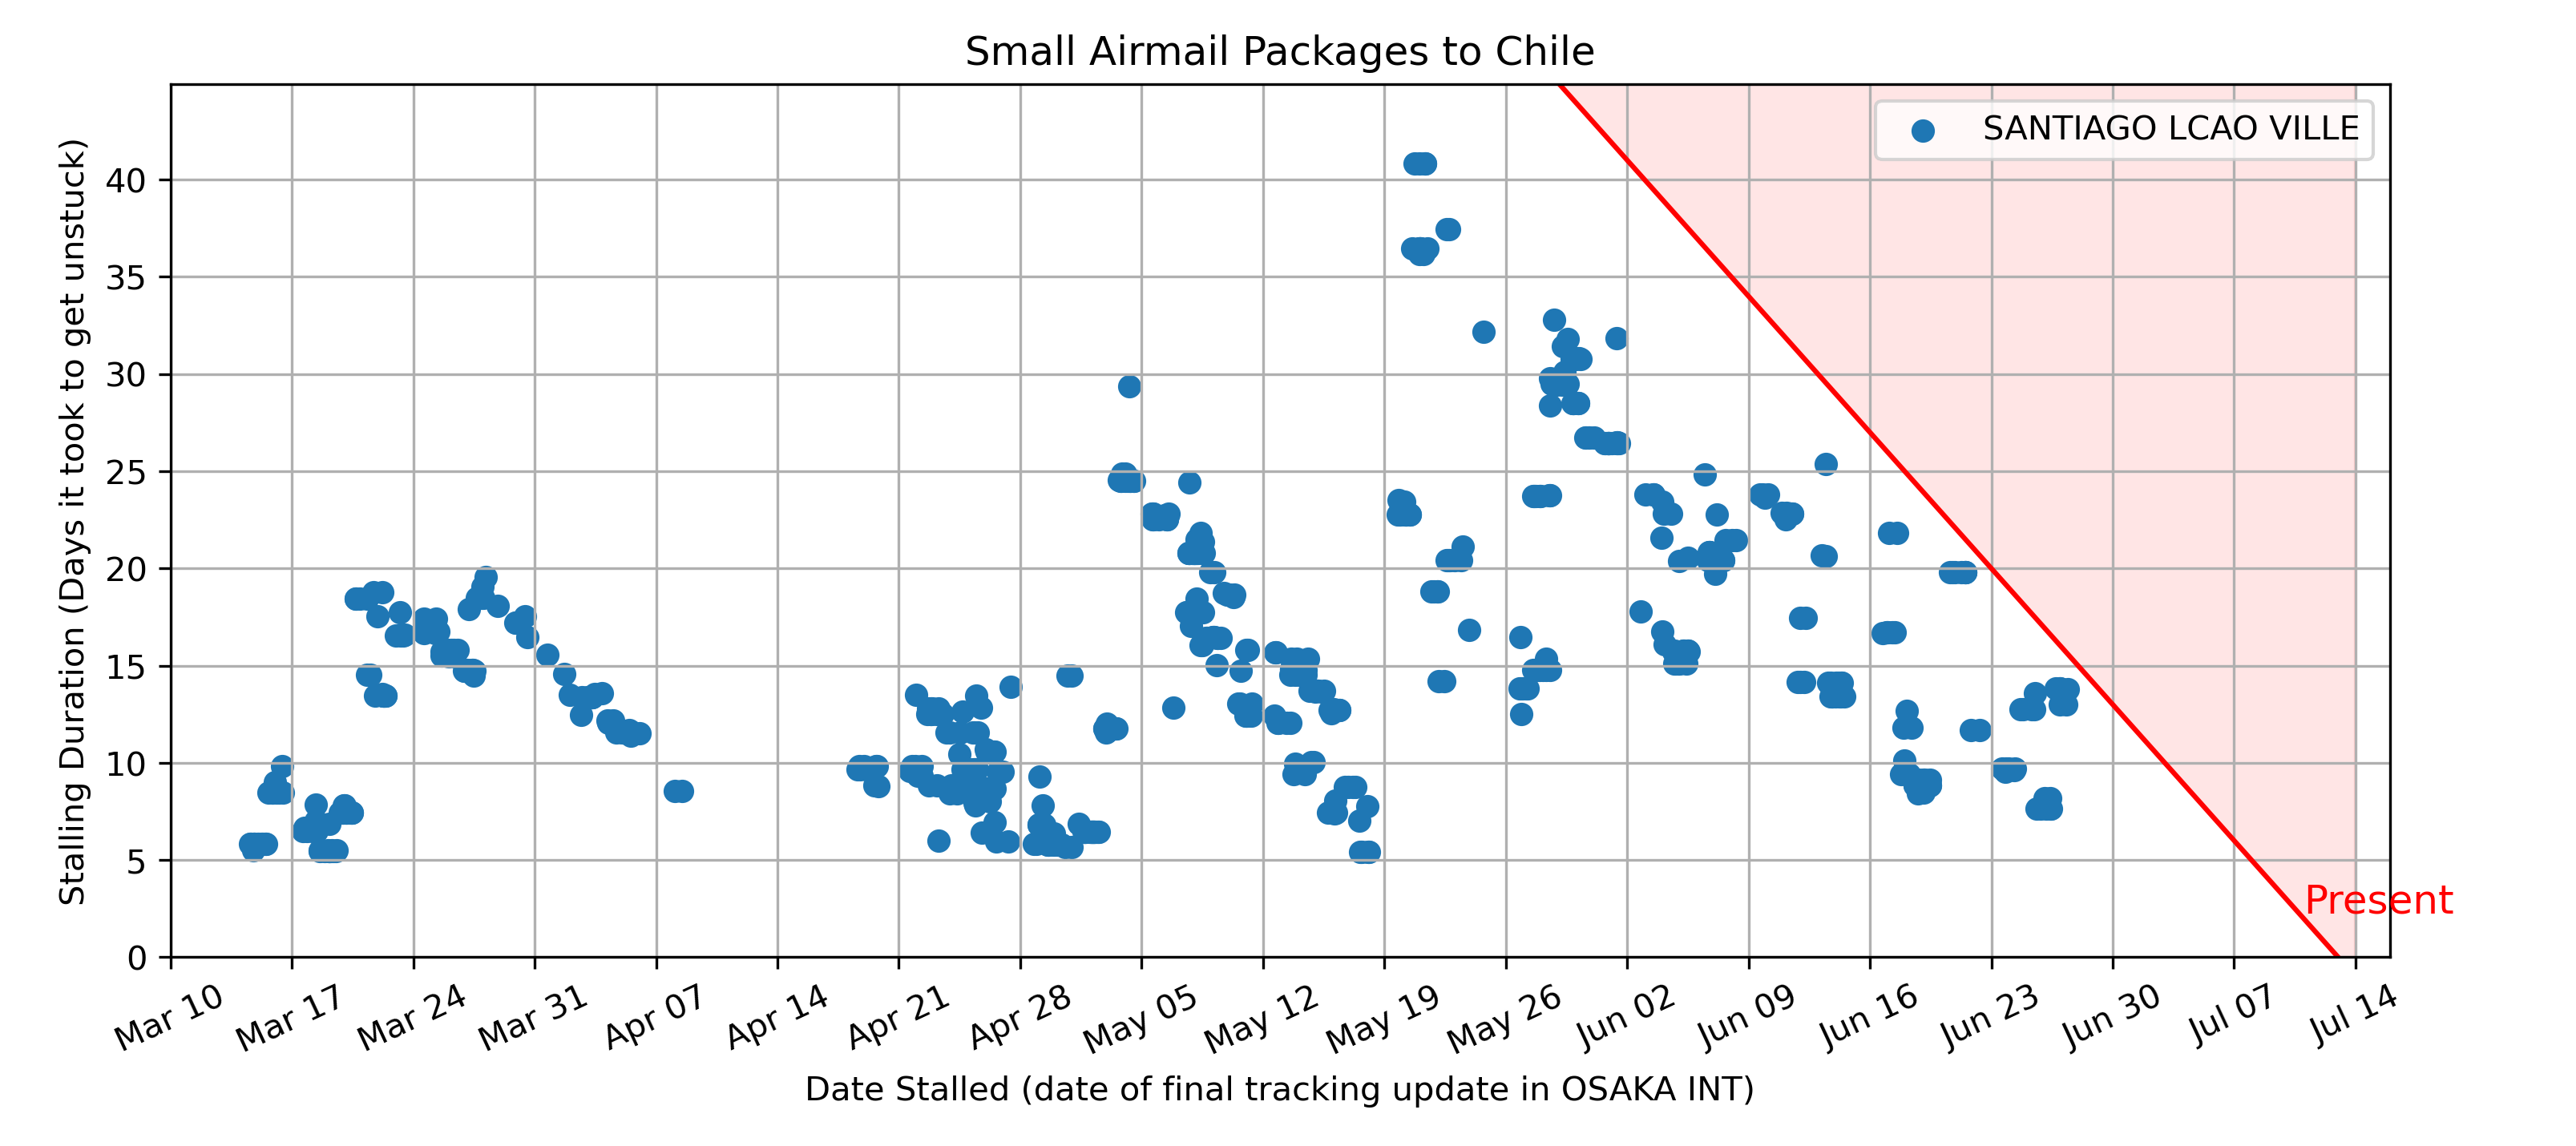 Small Airmail Packages to Chile
SANTIAGO LCAO VILLE
Stalling Duration (Days it took to get unstuck)
40
35
30
25
20
15
10
5
0
Present
Mar 10
Mar 17
Mar 24
Mar 31
Apr 07
Apr 14
Apr 21
Apr 28
May 05
May 12
May 19
May 26
Jun 02
Jun 09
Jun 16
Jun 23
Jun 30
Jul 07
Jul 14
Date Stalled (date of final tracking update in OSAKA INT)